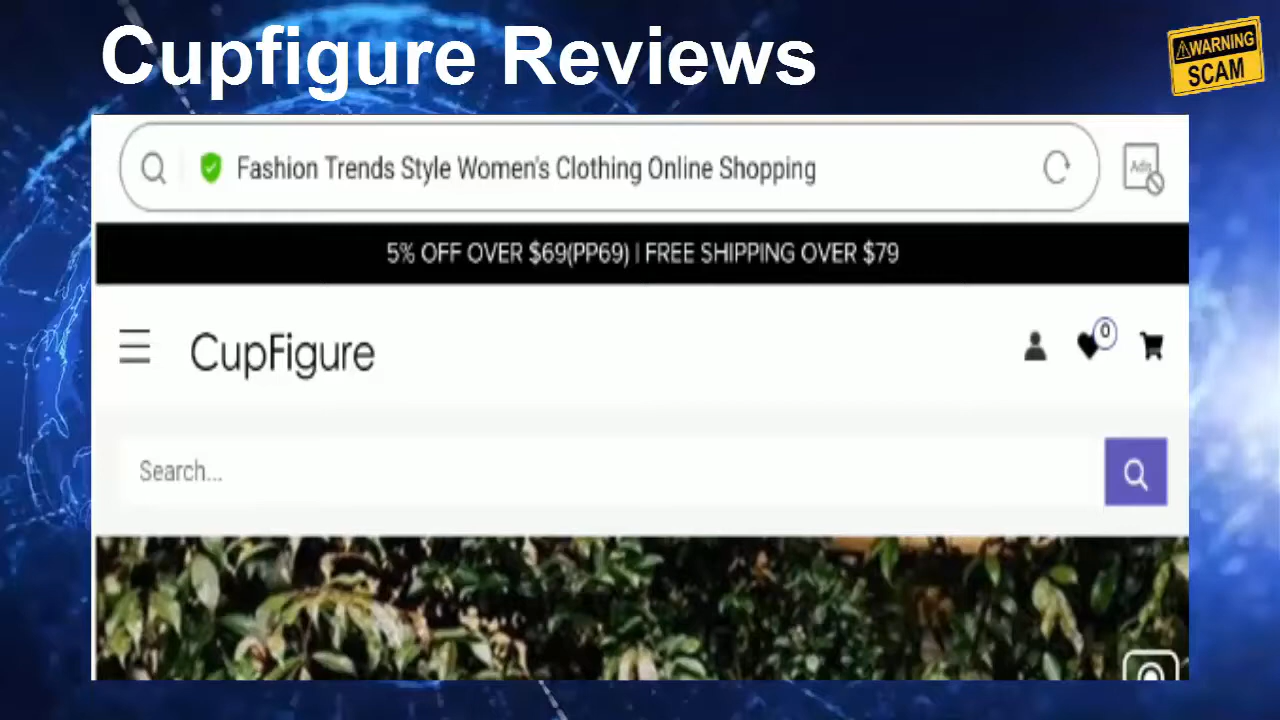 Cupfigure Reviews
⚠WARNING
SCAM
Fashion Trends Style Women's Clothing Online Shopping
Ads
5% OFF OVER $69(PP69) | FREE SHIPPING OVER $79
CupFigure
0
Search...